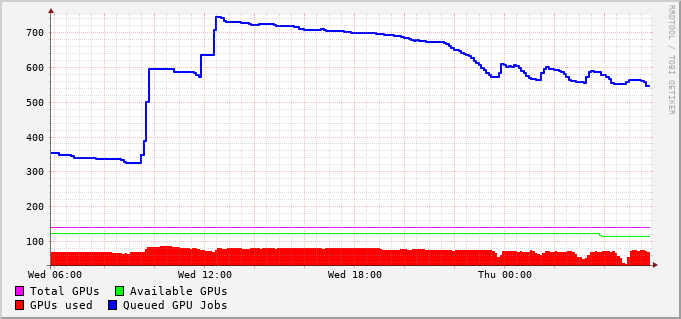 700
600
500
400
300
200
100
Wed 06:00 Wed 12:00 Wed 18:00 Thu 00:00
Total GPUs Available GPUs
GPUs used Queued GPU Jobs
RRDTOOL / TOBI OETIKER